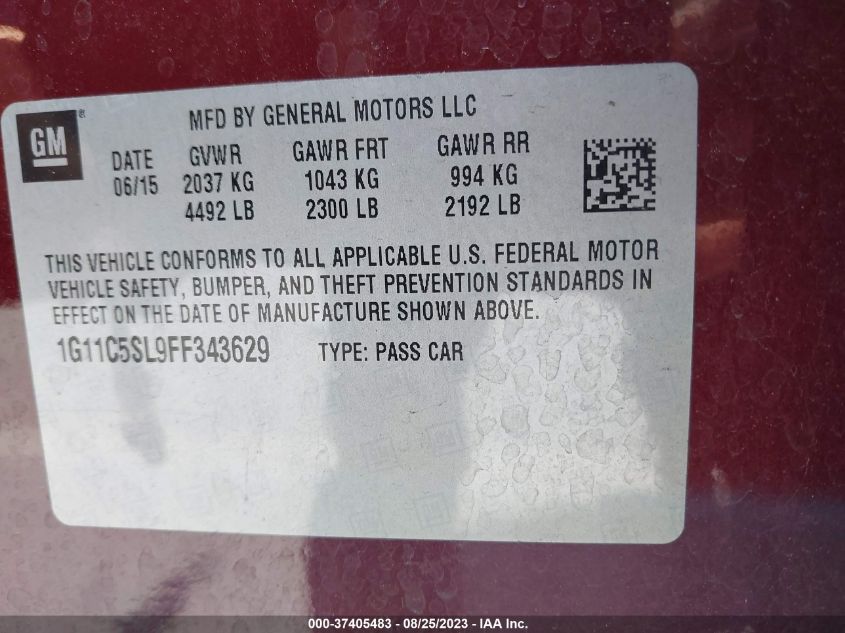 GM ®
MFD BY GENERAL MOTORS LLC
DATE GVWR GAWR FRT GAWR RR
06/15 2037 KG 1043 KG 994 KG
4492 LB 2300 LB 2192 LB
THIS VEHICLE CONFORMS TO ALL APPLICABLE U.S. FEDERAL MOTOR
VEHICLE SAFETY, BUMPER, AND THEFT PREVENTION STANDARDS IN
EFFECT ON THE DATE OF MANUFACTURE SHOWN ABOVE.
1G11C5SL9FF343629 TYPE: PASS CAR
000-37405483 - 08/25/2023 - IAA Inc.